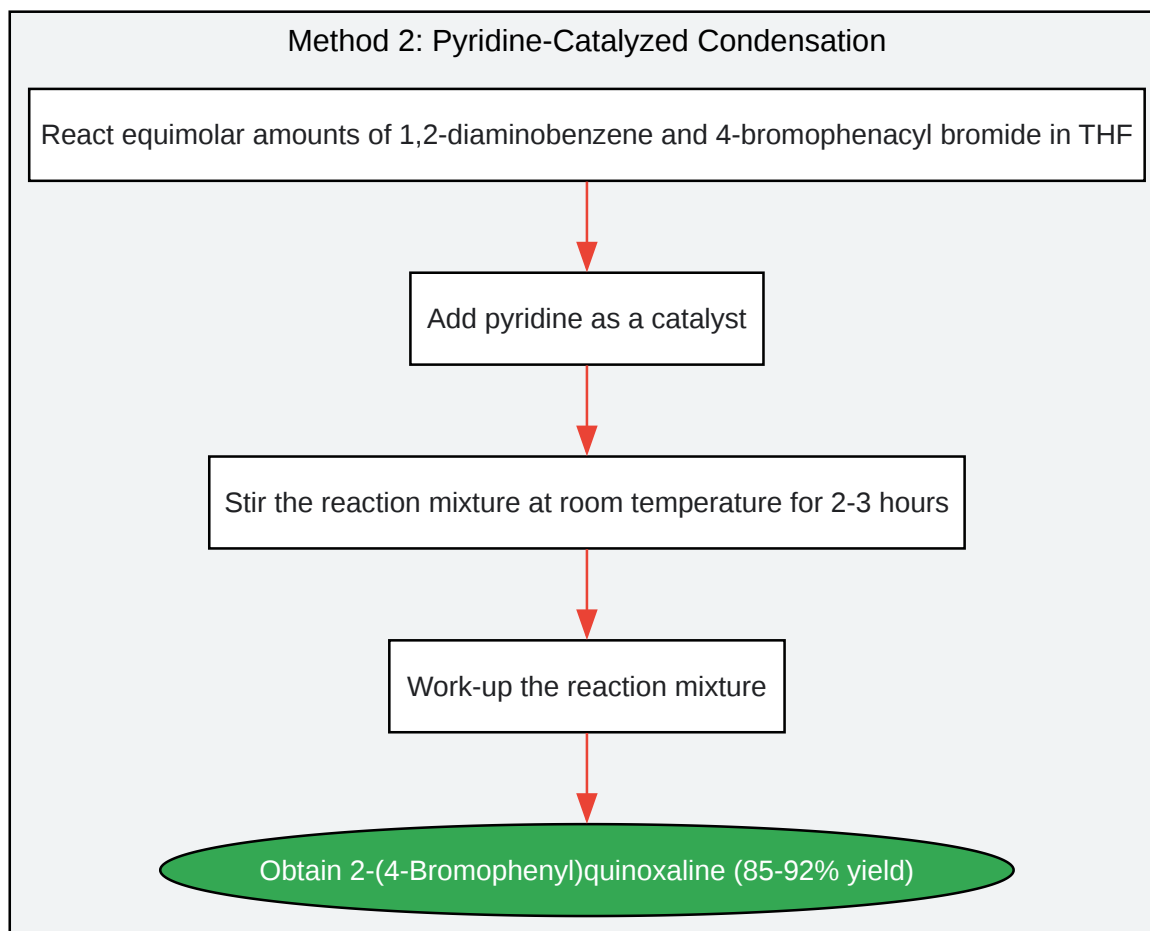 Method 2: Pyridine-Catalyzed Condensation
React equimolar amounts of 1,2-diaminobenzene and 4-bromophenacyl bromide in THF
Add pyridine as a catalyst
Stir the reaction mixture at room temperature for 2-3 hours
Work-up the reaction mixture
Obtain 2-(4-Bromophenyl)quinoxaline (85-92% yield)